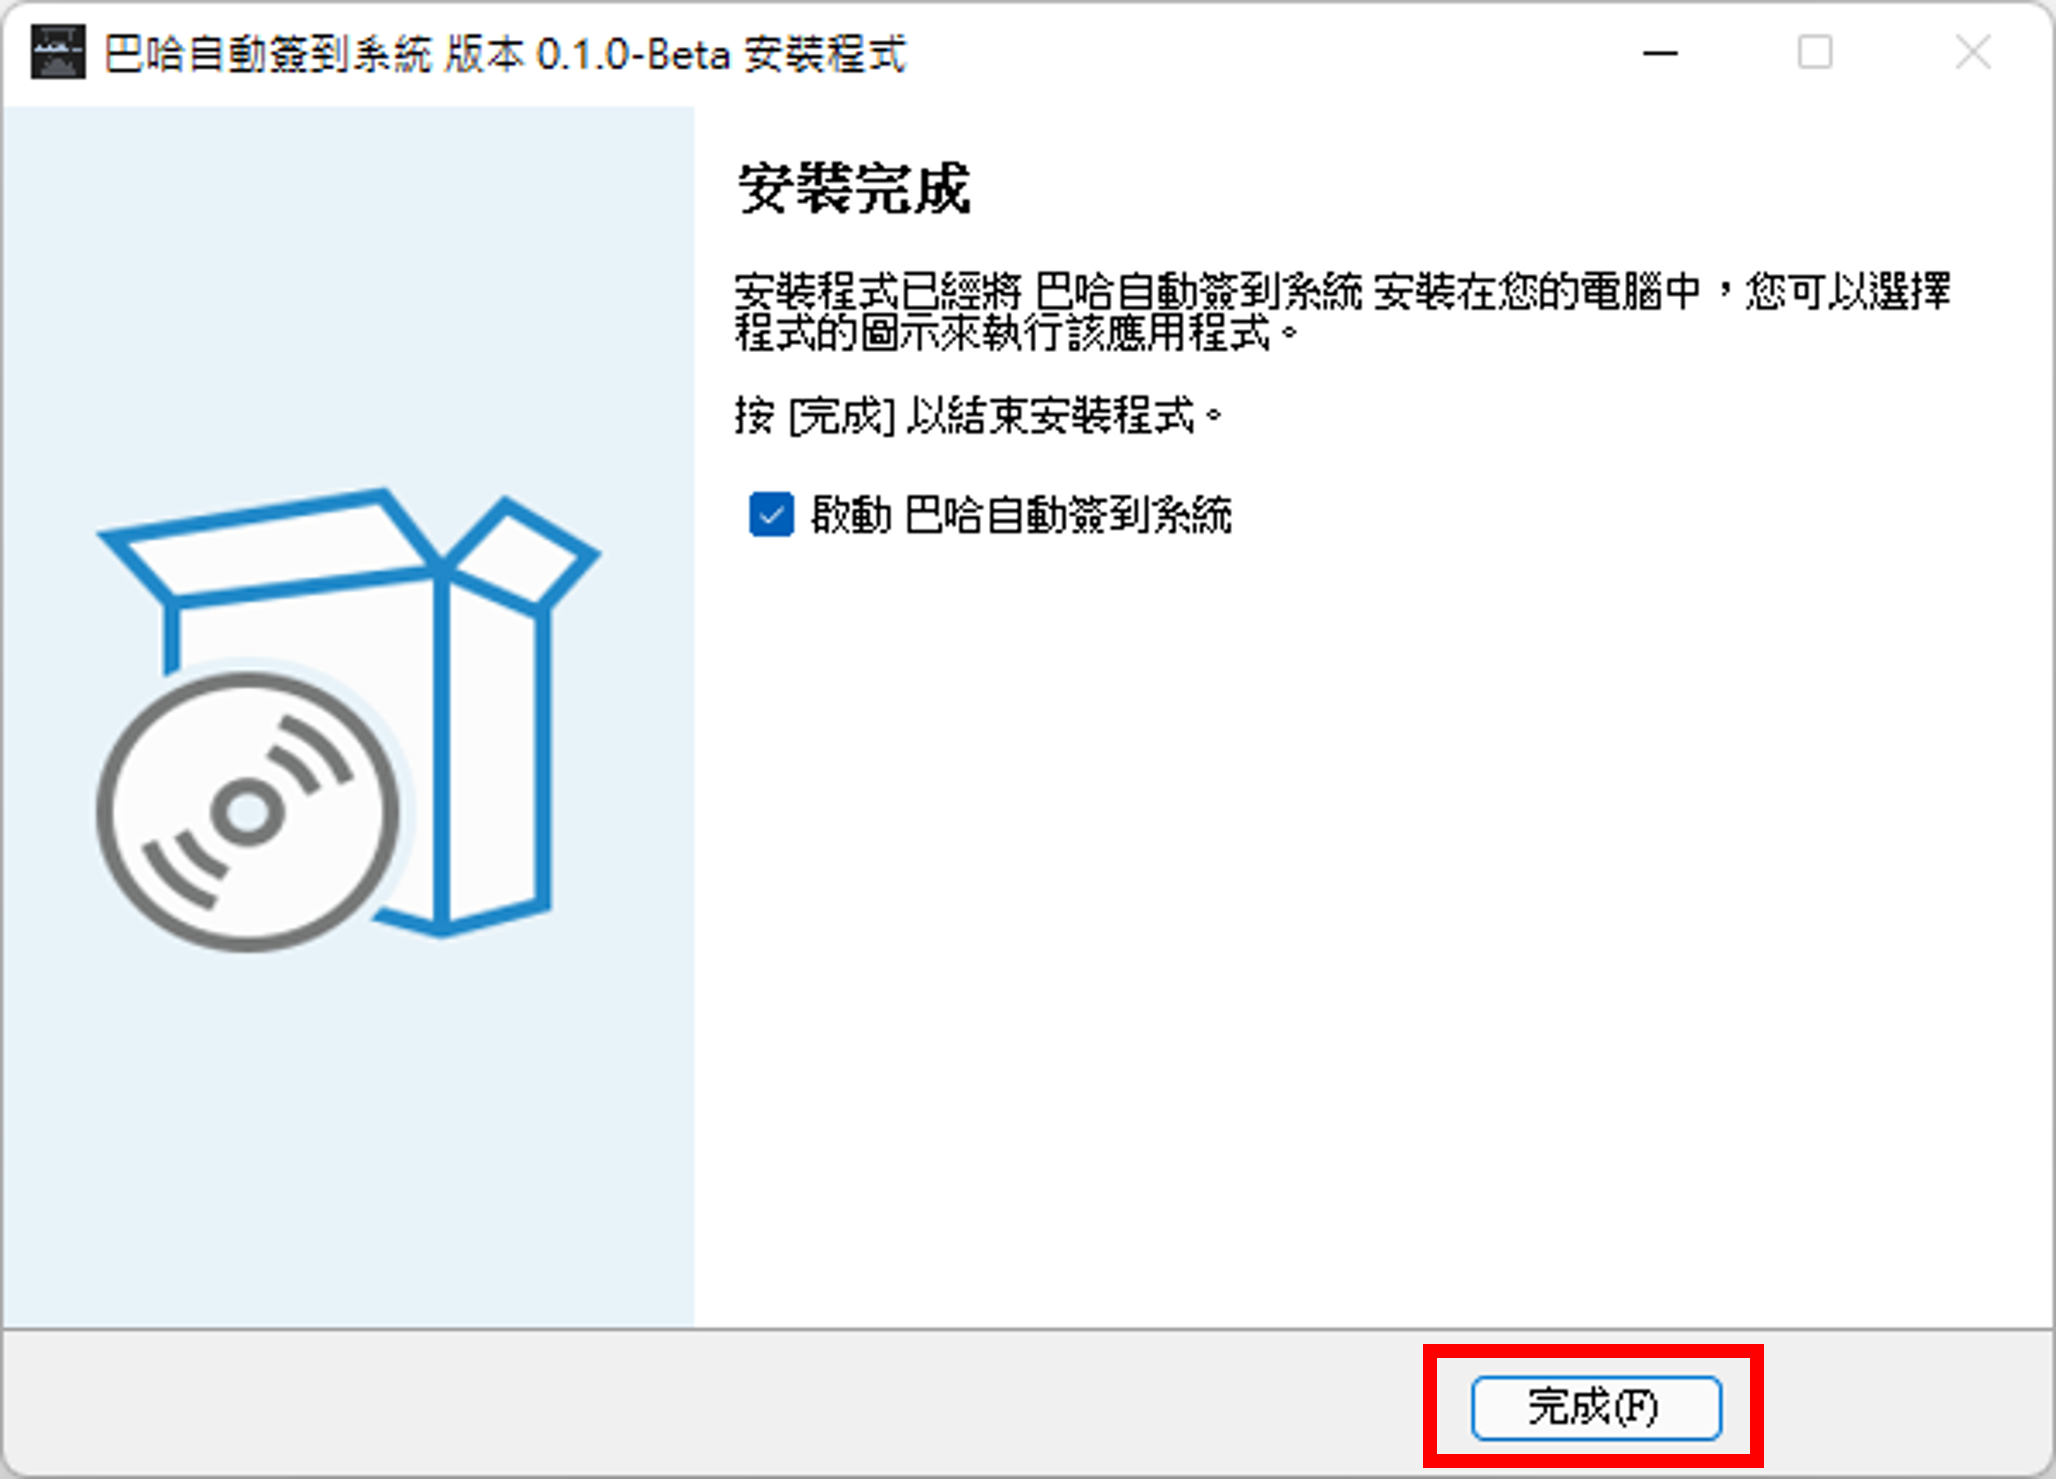 巴哈自動簽到系統 版本 0.1.0-Beta 安裝程式
安裝完成
安裝程式已經將 巴哈自動簽到系統 安裝在您的電腦中，您可以選擇
程式的圖示來執行該應用程式。
按 [完成] 以結束安裝程式。
啟動 巴哈自動簽到系統
完成(F)